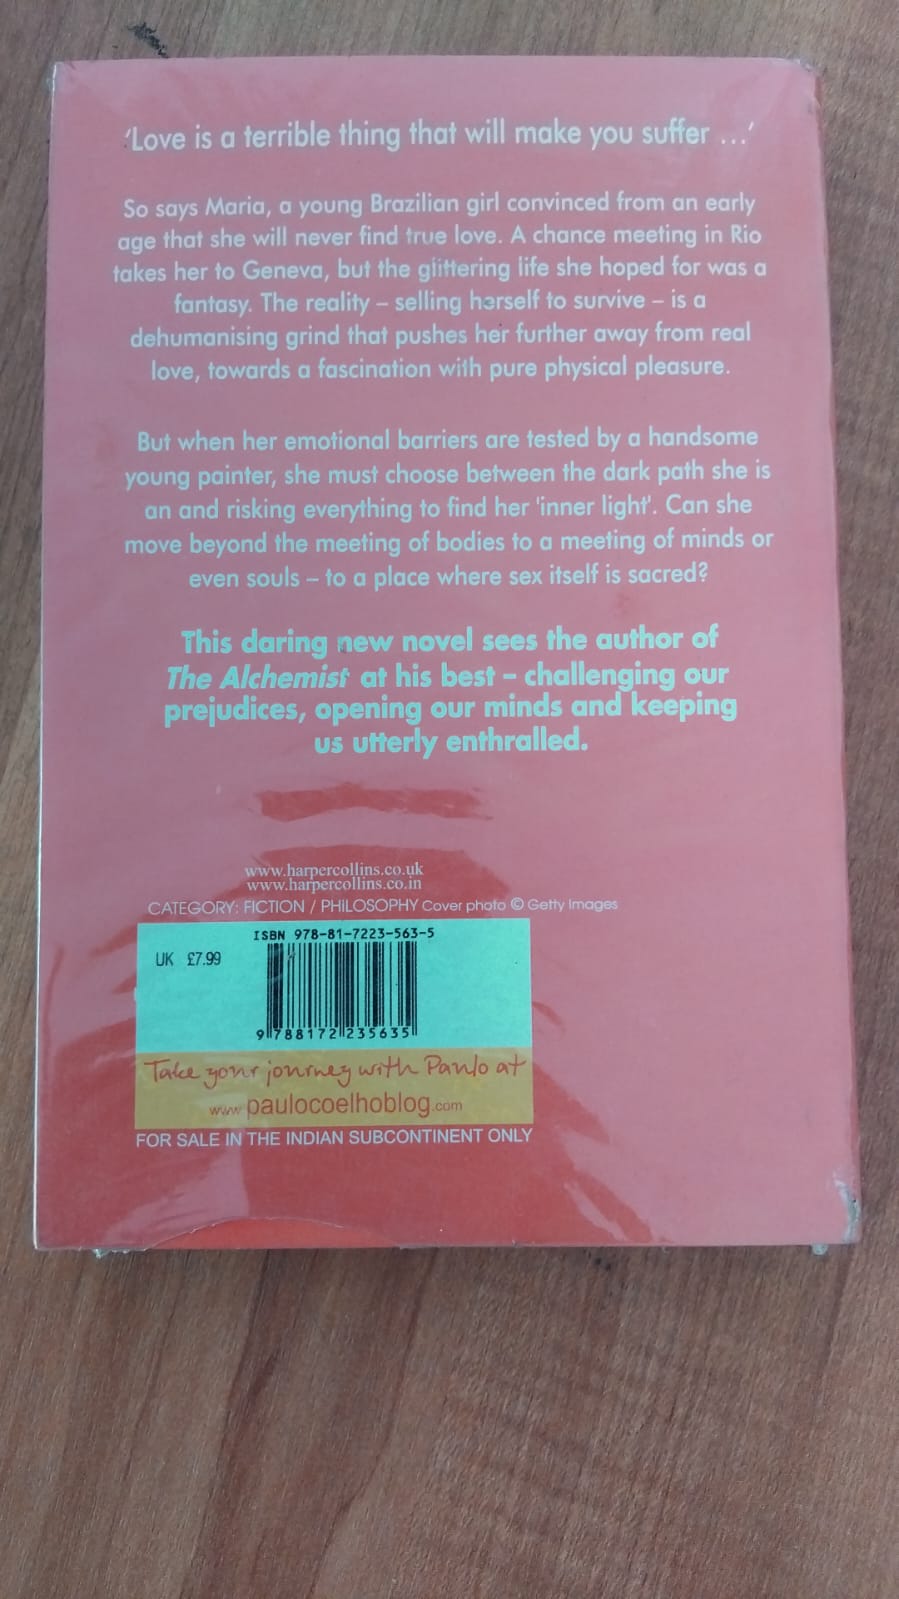 'Love is a terrible thing that will make you suffer ...'
So says Maria, a young Brazilian girl convinced from an early
age that she will never find true love. A chance meeting in Rio
takes her to Geneva, but the glittering life she hoped for was a
fantasy. The reality – selling herself to survive – is a
dehumanising grind that pushes her further away from real
love, towards a fascination with pure physical pleasure.
But when her emotional barriers are tested by a handsome
young painter, she must choose between the dark path she is
an and risking everything to find her 'inner light'. Can she
move beyond the meeting of bodies to a meeting of minds or
even souls – to a place where sex itself is sacred?
This daring new novel sees the author of
The Alchemist at his best – challenging our
prejudices, opening our minds and keeping
us utterly enthralled.
www.harpercollins.co.uk
www.harpercollins.co.in
CATEGORY: FICTION / PHILOSOPHY Cover photo © Getty Images
ISBN 978-81-7223-563-5
UK £7.99
9 788172 235635
Take your journey with Paulo at
www.paulocoelhoblog.com
FOR SALE IN THE INDIAN SUBCONTINENT ONLY